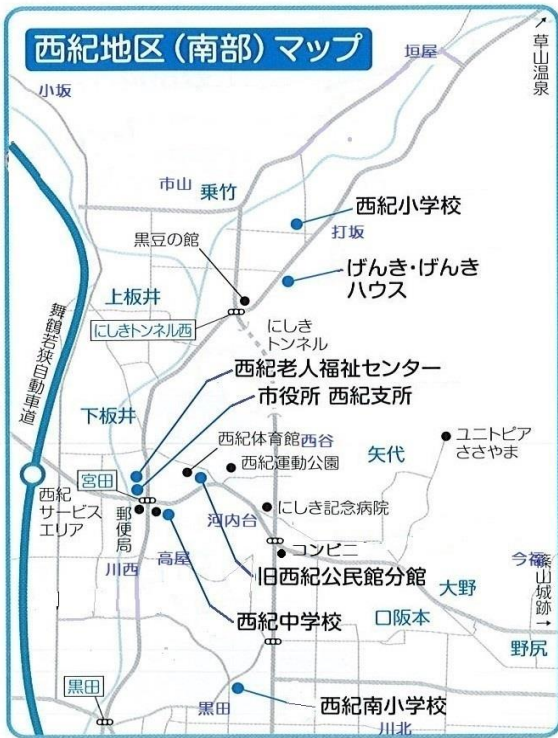 西紀地区(南部)マップ
垣屋
↗草山温泉
小坂
市山
乗竹
西紀小学校
打坂
黒豆の館
げんき・げんき
ハウス
上板井
にしきトンネル西
にしき
トンネル
舞鶴若狭自動車道
西紀老人福祉センター
市役所 西紀支所
下板井
西紀体育館
西谷
ユニトピア
ささやま
矢代
西紀運動公園
宮田
西紀
サービス
エリア
郵便局
河内台
にしき記念病院
高屋
コンビニ
川西
旧西紀公民館分館
今福
篠山城跡→
大野
西紀中学校
口阪本
野尻
黒田
黒田
西紀南小学校
川北